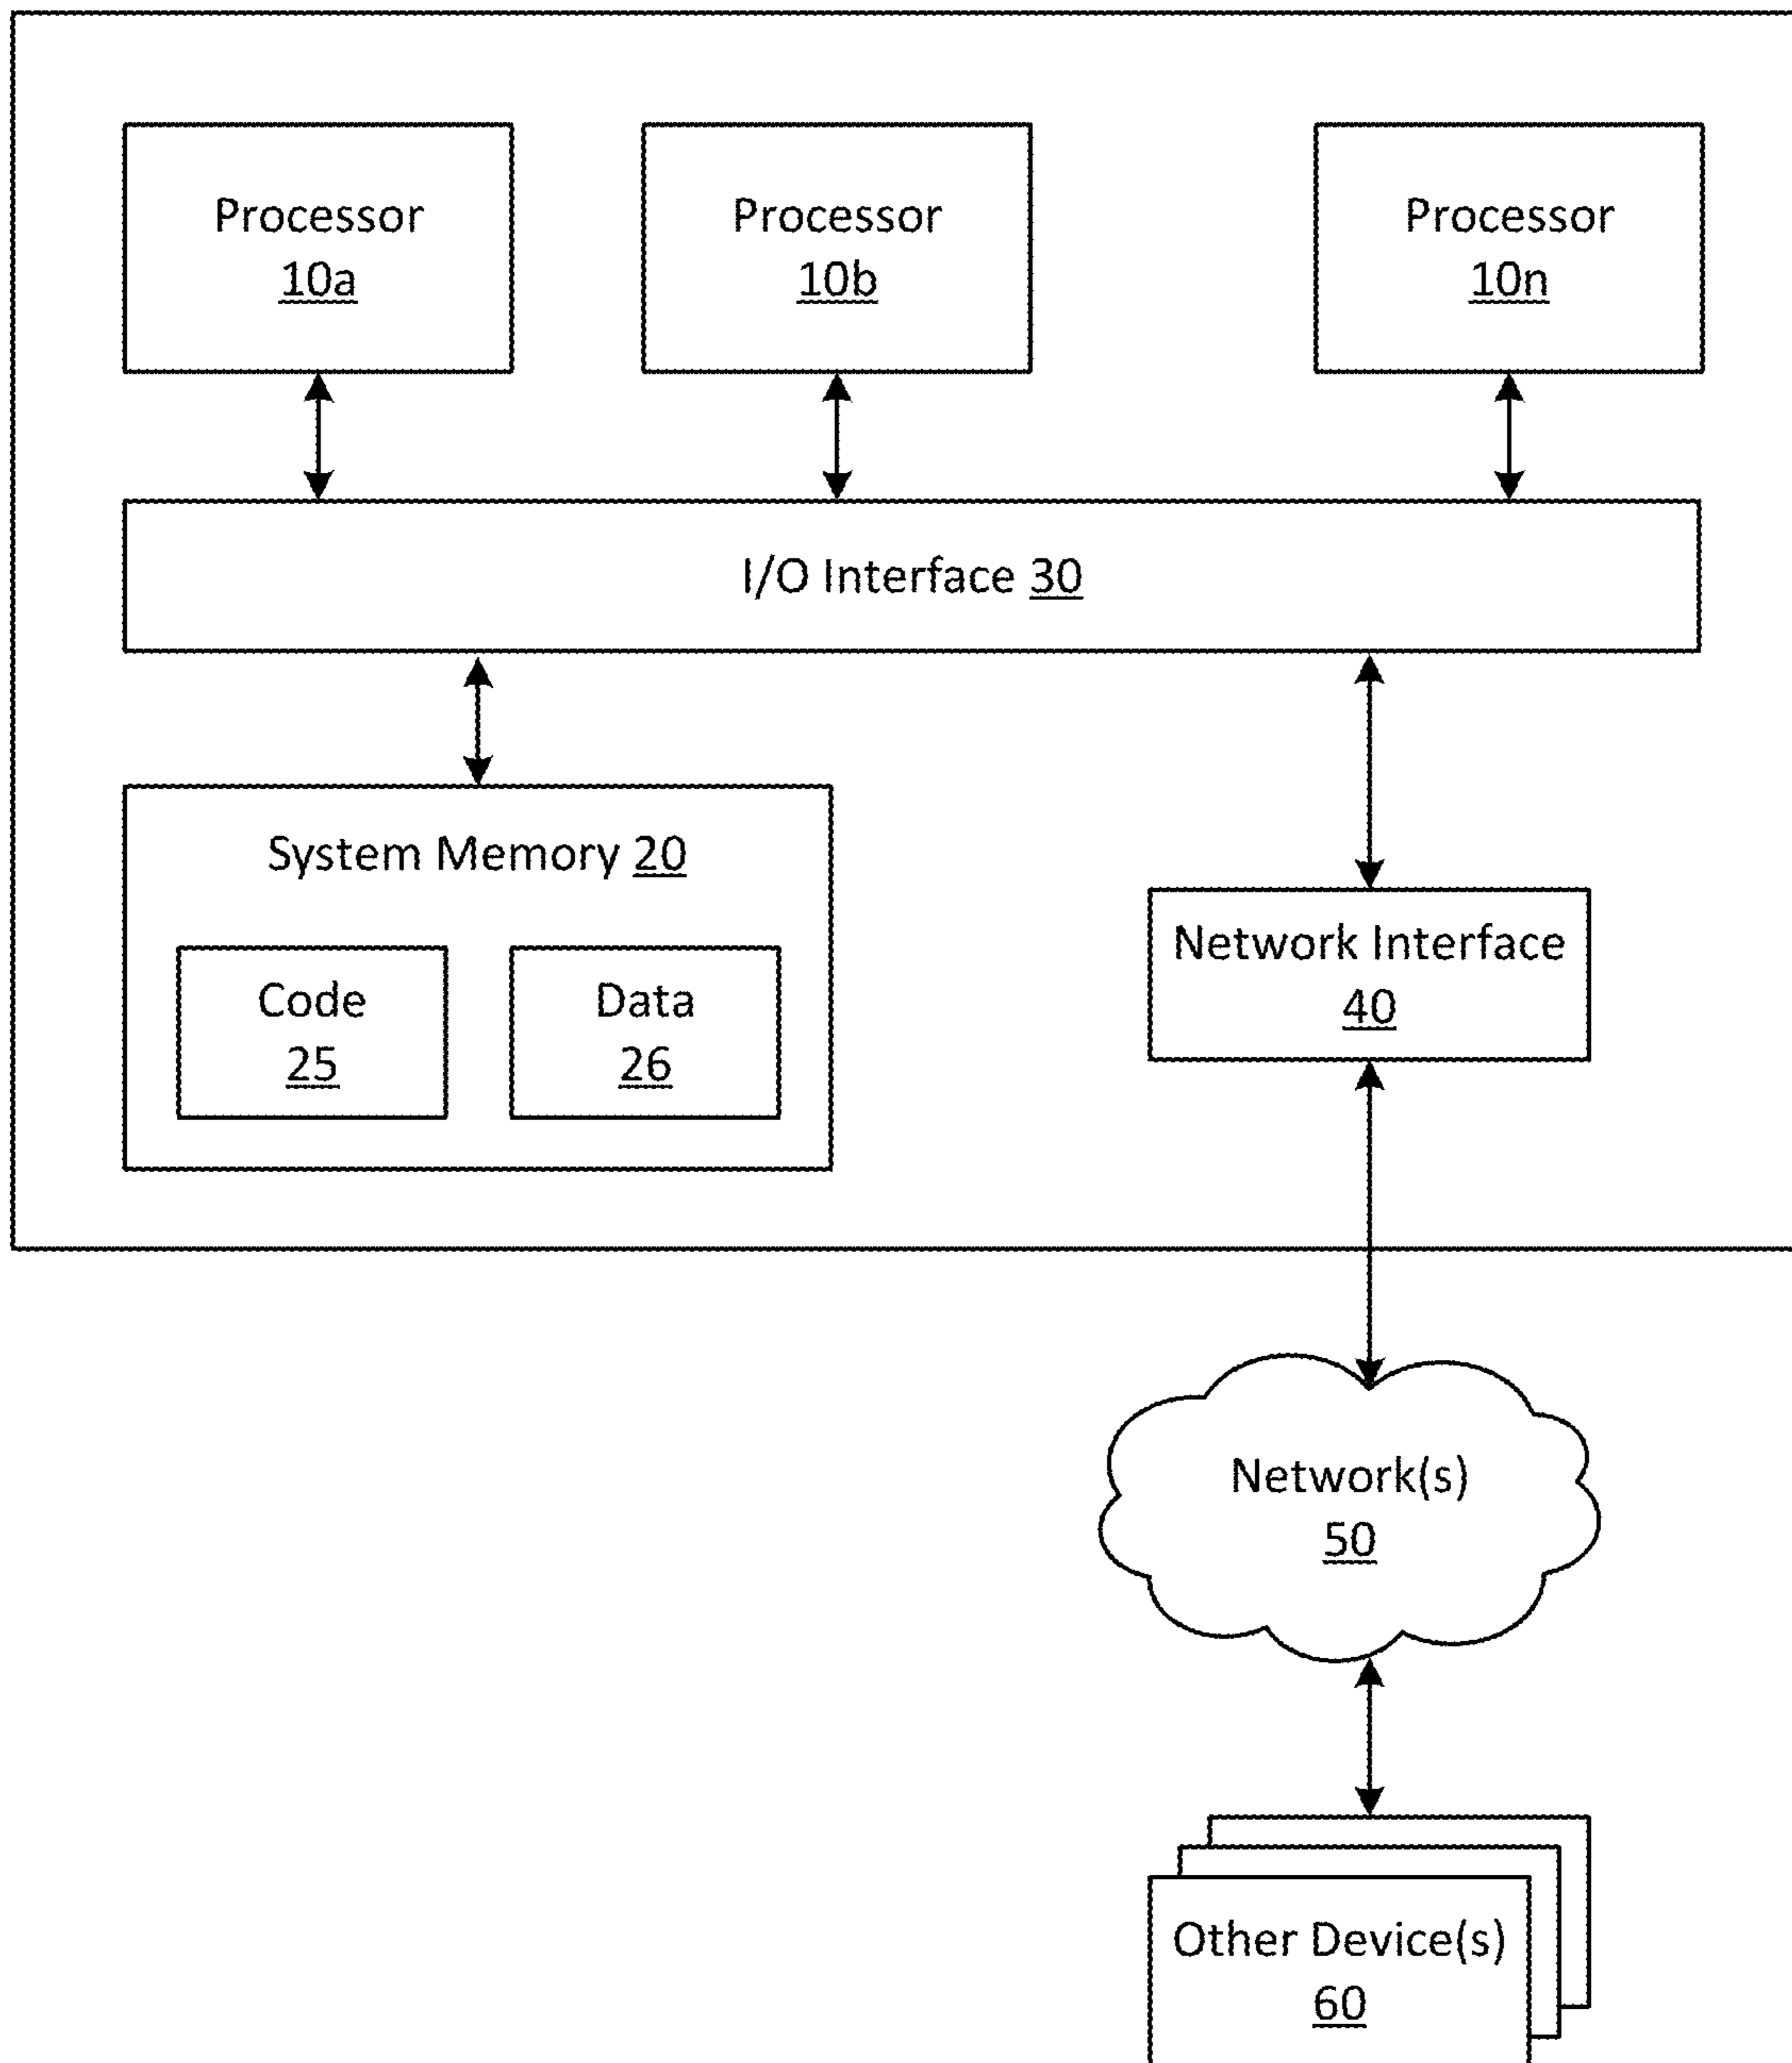 Processor
10a
Processor
10b
Processor
10n
I/O Interface 30
System Memory 20
Code
25
Data
26
Network Interface
40
Network(s)
50
Other Device(s)
60